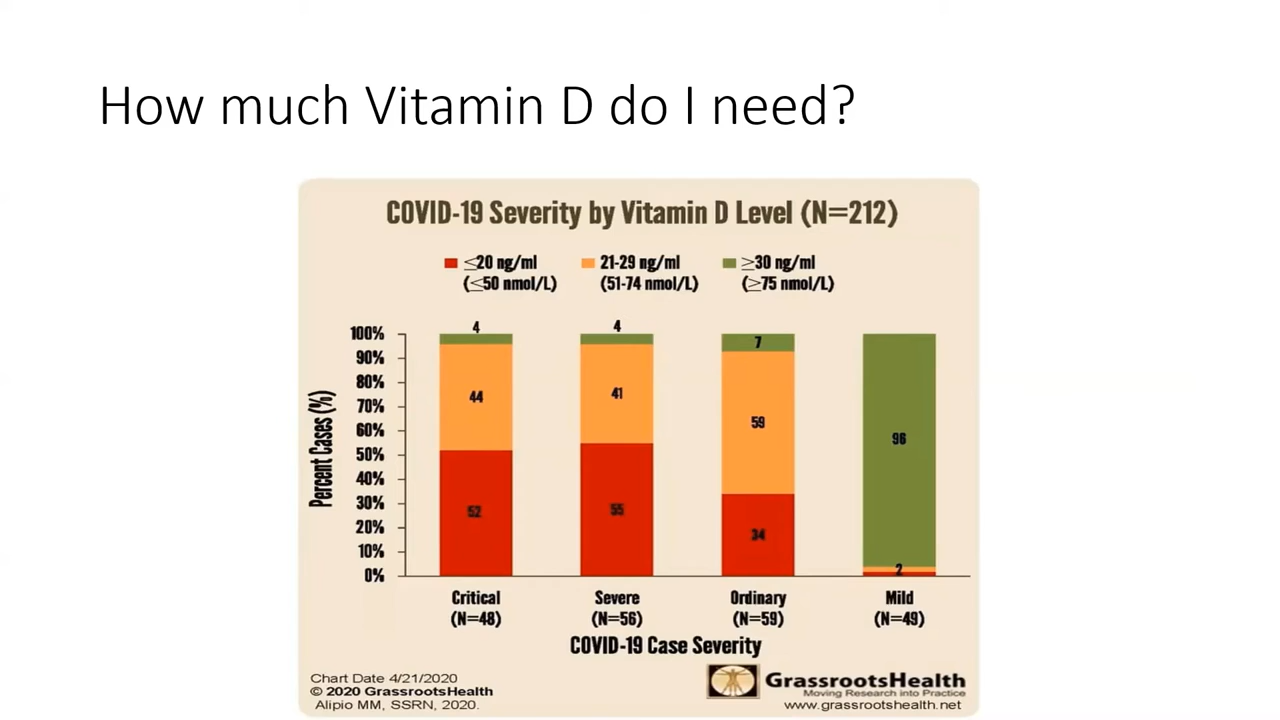 How much Vitamin D do I need?
COVID-19 Severity by Vitamin D Level (N=212)
≤20 ng/ml
(≤50 nmol/L)
21-29 ng/ml
(51-74 nmol/L)
≥30 ng/ml
(≥75 nmol/L)
Percent Cases (%)
100%
90%
80%
70%
60%
50%
40%
30%
20%
10%
0%
4
44
52
4
41
55
7
59
34
96
2
Critical
(N=48)
Severe
(N=56)
Ordinary
(N=59)
Mild
(N=49)
COVID-19 Case Severity
Chart Date 4/21/2020
© 2020 GrassrootsHealth
Alipio MM, SSRN, 2020.
GrassrootsHealth
Moving Research into Practice
www.grassrootshealth.net